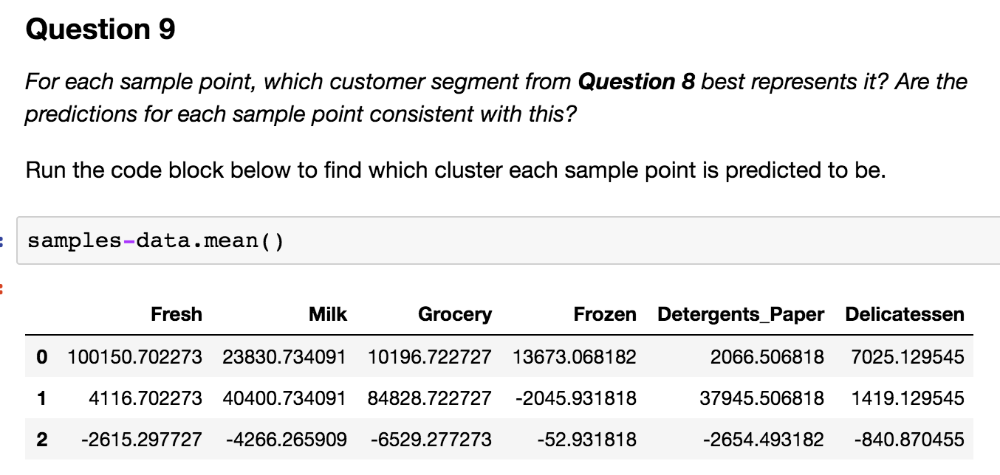 Question 9
For each sample point, which customer segment from Question 8 best represents it? Are the
predictions for each sample point consistent with this?
Run the code block below to find which cluster each sample point is predicted to be.
: samples-data.mean()
:
Fresh Milk Grocery Frozen Detergents_Paper Delicatessen
0 100150.702273 23830.734091 10196.722727 13673.068182 2066.506818 7025.129545
1 4116.702273 40400.734091 84828.722727 -2045.931818 37945.506818 1419.129545
2 -2615.297727 -4266.265909 -6529.277273 -52.931818 -2654.493182 -840.870455